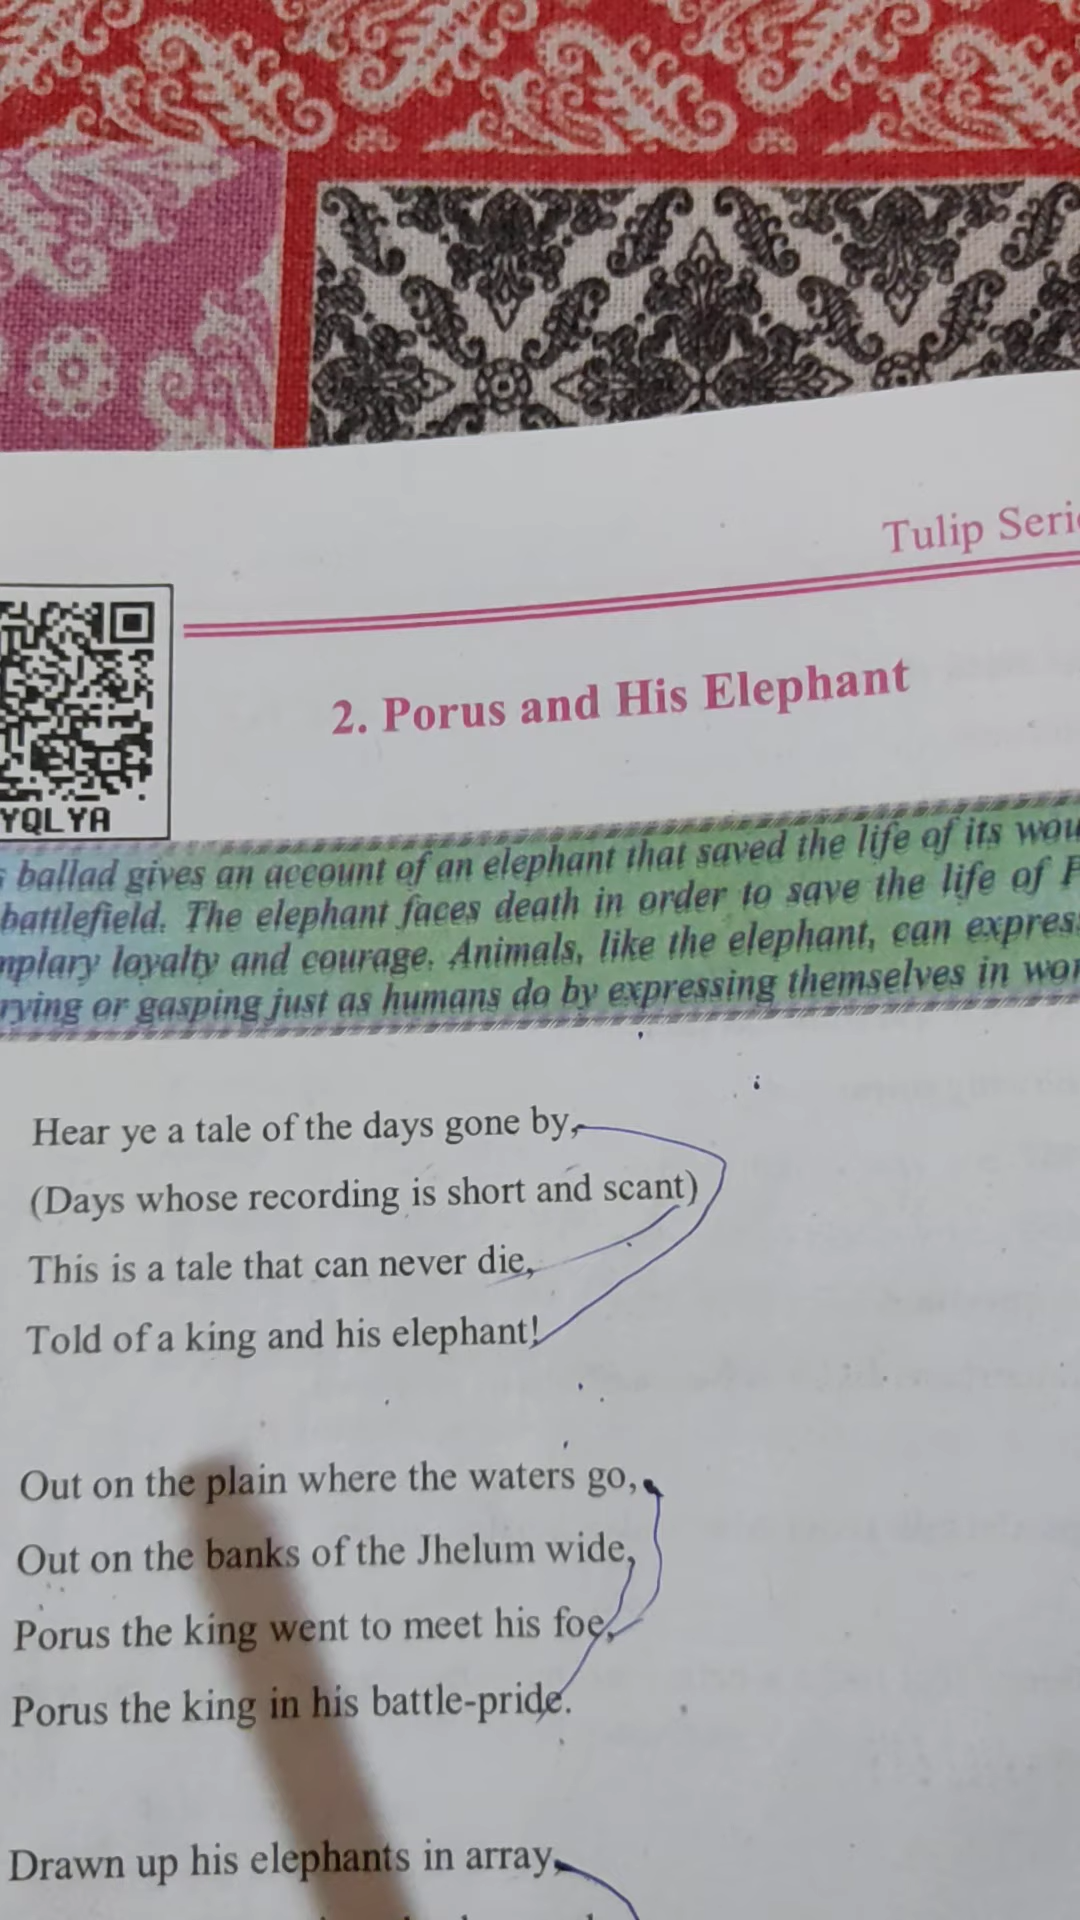 Tulip Seri
2. Porus and His Elephant
YQLYA
ballad gives an account of an elephant that saved the life of its wou
battlefield. The elephant faces death in order to save the life of P
mplary loyalty and courage. Animals, like the elephant, can expres
rying or gasping just as humans do by expressing themselves in wor
Hear ye a tale of the days gone by,
(Days whose recording is short and scant)
This is a tale that can never die,
Told of a king and his elephant!
Out on the plain where the waters go,
Out on the banks of the Jhelum wide,
Porus the king went to meet his foe,
Porus the king in his battle-pride.
Drawn up his elephants in array,